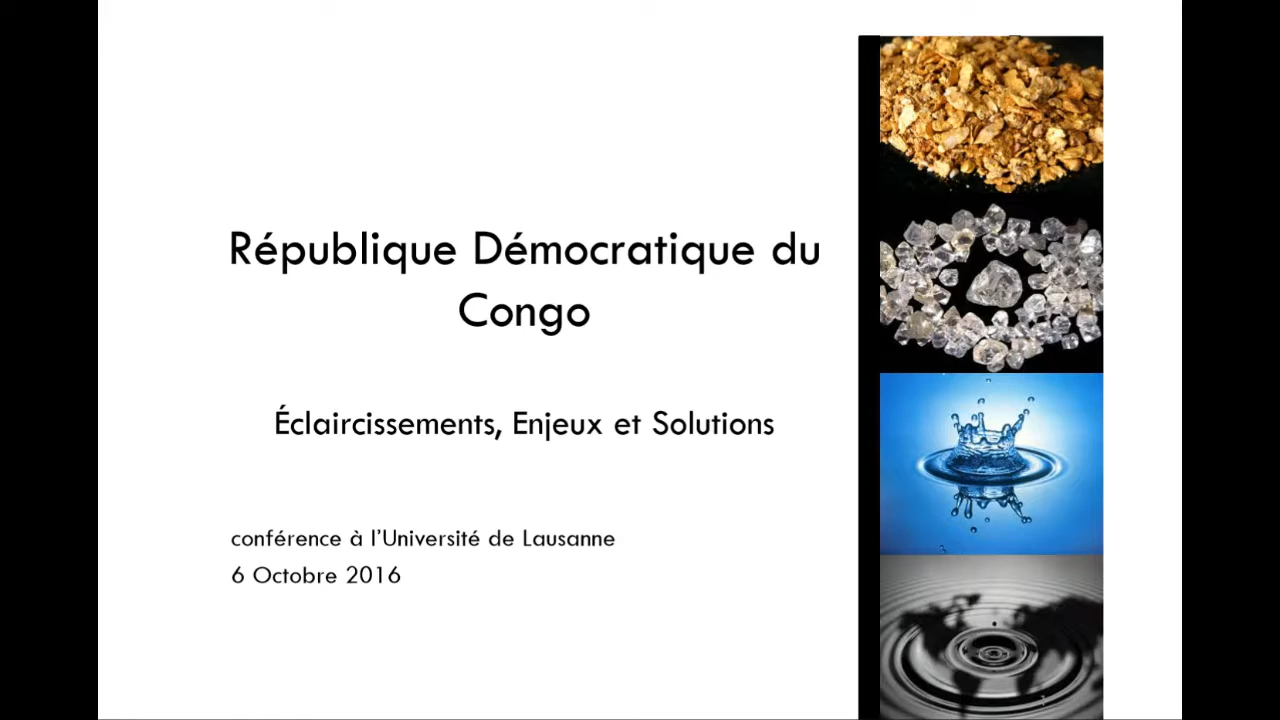 République Démocratique du
Congo
Éclaircissements, Enjeux et Solutions
conférence à l'Université de Lausanne
6 Octobre 2016